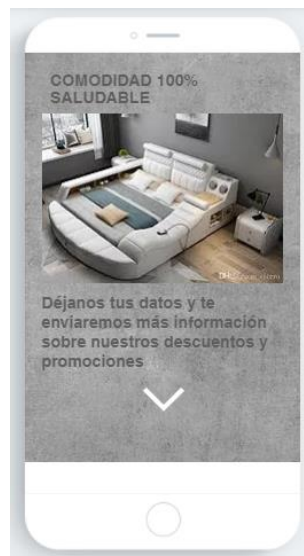 COMODIDAD 100%
SALUDABLE
Déjanos tus datos y te
enviaremos más información
sobre nuestros descuentos y
promociones